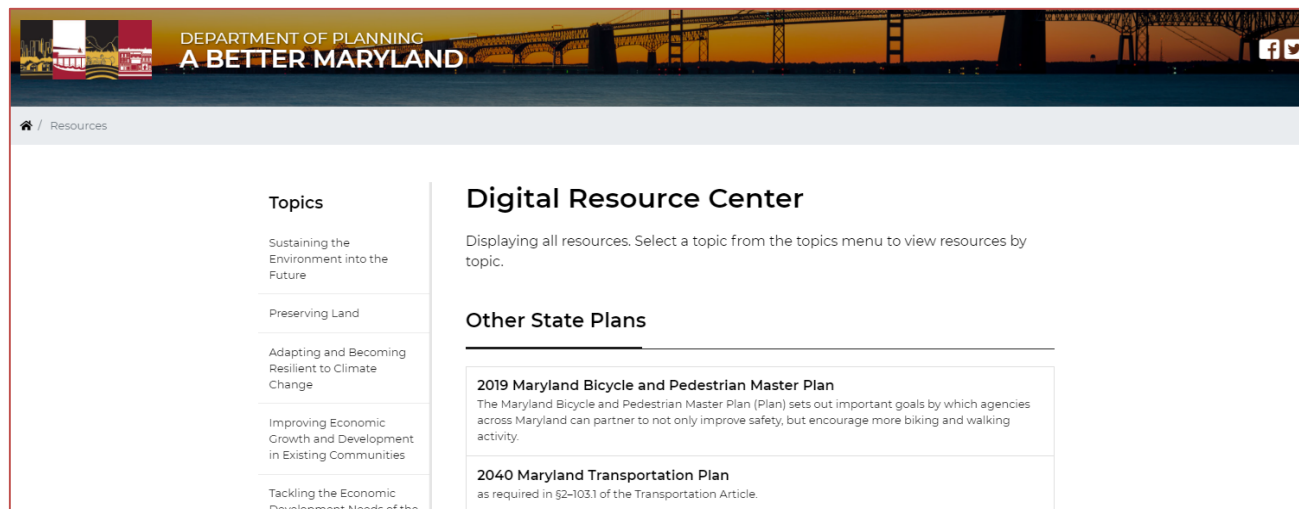 DEPARTMENT OF PLANNING
A BETTER MARYLAND
/ Resources
Topics
Sustaining the
Environment into the
Future
Preserving Land
Adapting and Becoming
Resilient to Climate
Change
Improving Economic
Growth and Development
in Existing Communities
Tackling the Economic
Development Needs of the
Digital Resource Center
Displaying all resources. Select a topic from the topics menu to view resources by
topic.
Other State Plans
2019 Maryland Bicycle and Pedestrian Master Plan
The Maryland Bicycle and Pedestrian Master Plan (Plan) sets out important goals by which agencies
across Maryland can partner to not only improve safety, but encourage more biking and walking
activity.
2040 Maryland Transportation Plan
as required in §2–103.1 of the Transportation Article.